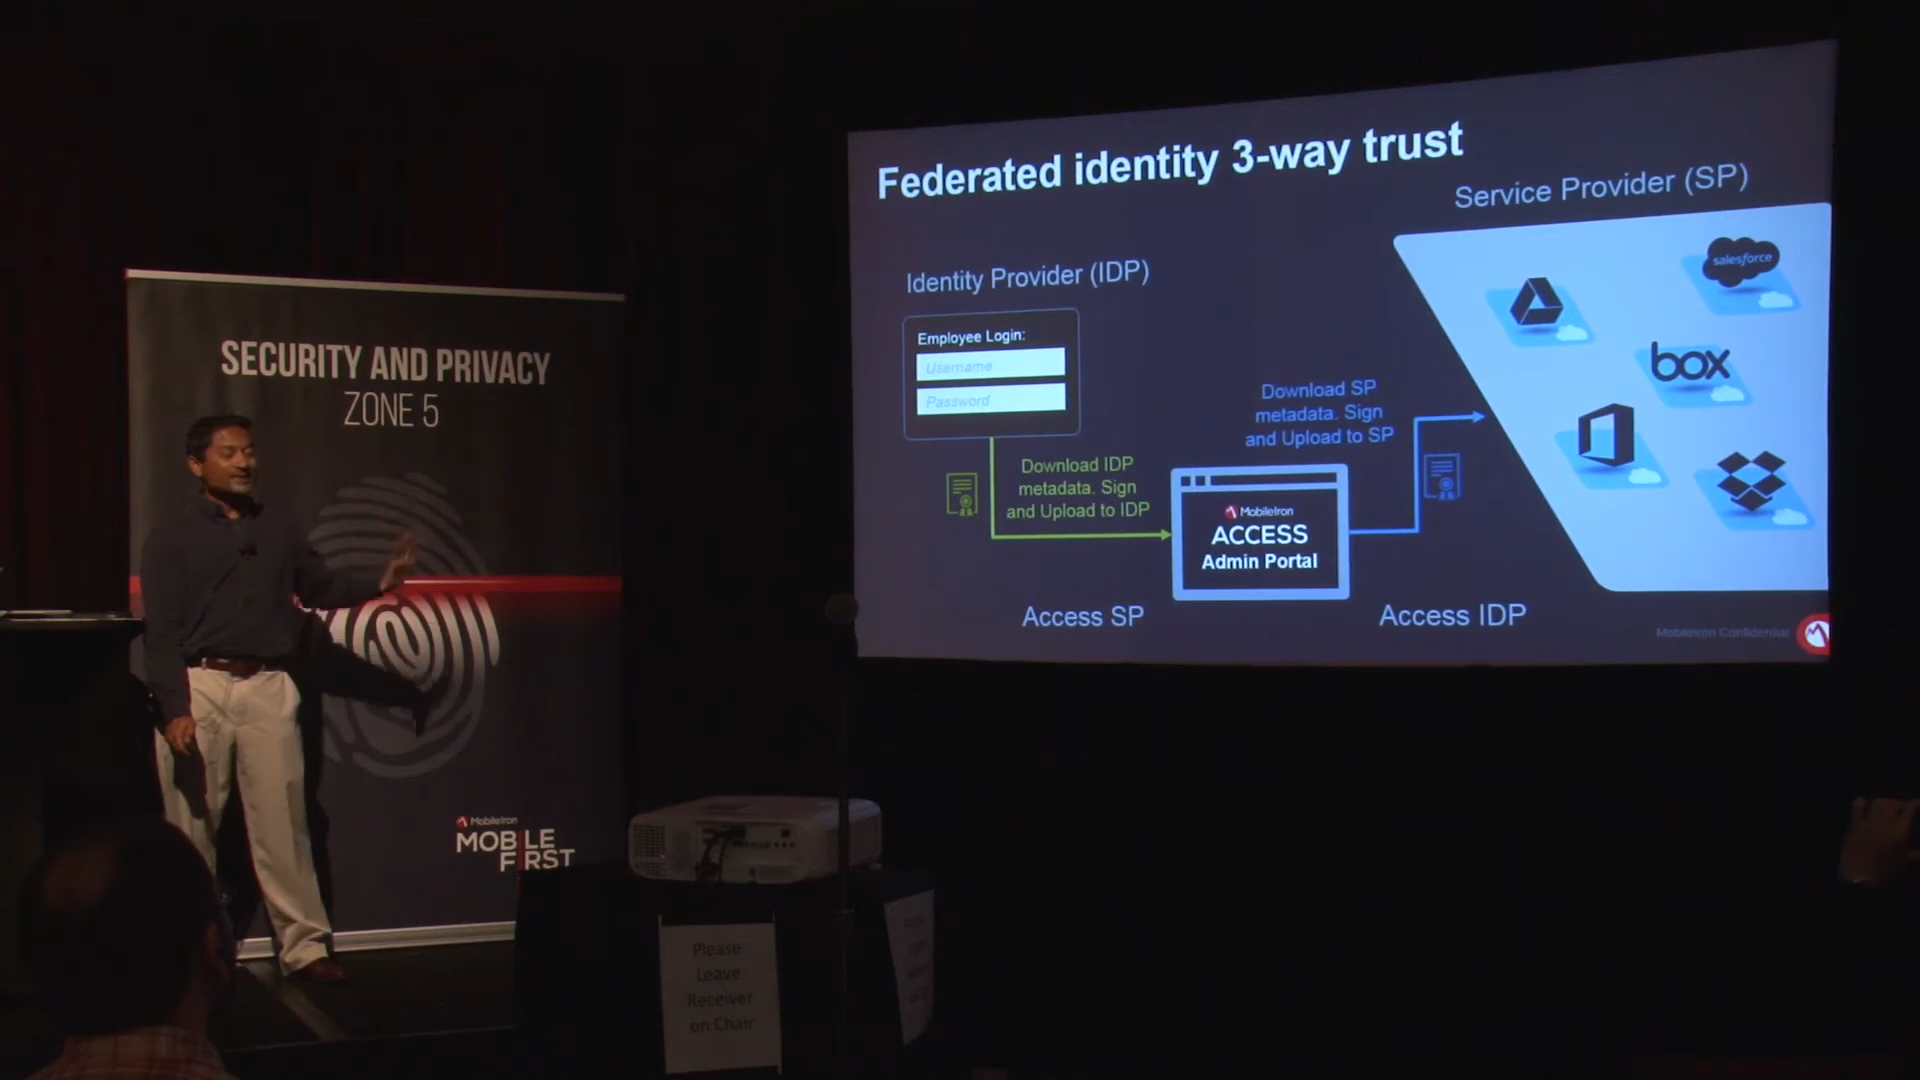 SECURITY AND PRIVACY
ZONE 5
MobileIron
MOBILE
FIRST
Please
Leave
Receiver
on Chair
Federated identity 3-way trust
Service Provider (SP)
Identity Provider (IDP)
Employee Login:
Username
Password
Download IDP
metadata. Sign
and Upload to IDP
Download SP
metadata. Sign
and Upload to SP
MobileIron
ACCESS
Admin Portal
Access SP
Access IDP
salesforce
box
MobileIron Confidential